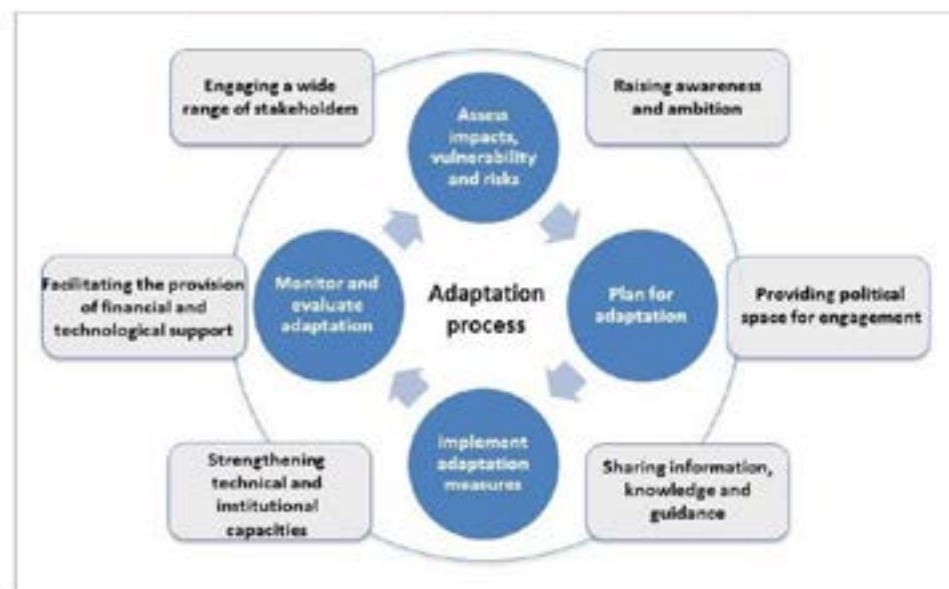 Engaging a wide
range of stakeholders
Assess
impacts,
vulnerability
and risks
Raising awareness
and ambition
Facilitating the provision
of financial and
technological support
Monitor and
evaluate
adaptation
Adaptation
process
Plan for
adaptation
Providing political
space for engagement
Strengthening
technical and
institutional
capacities
Implement
adaptation
measures
Sharing information,
knowledge and
guidance